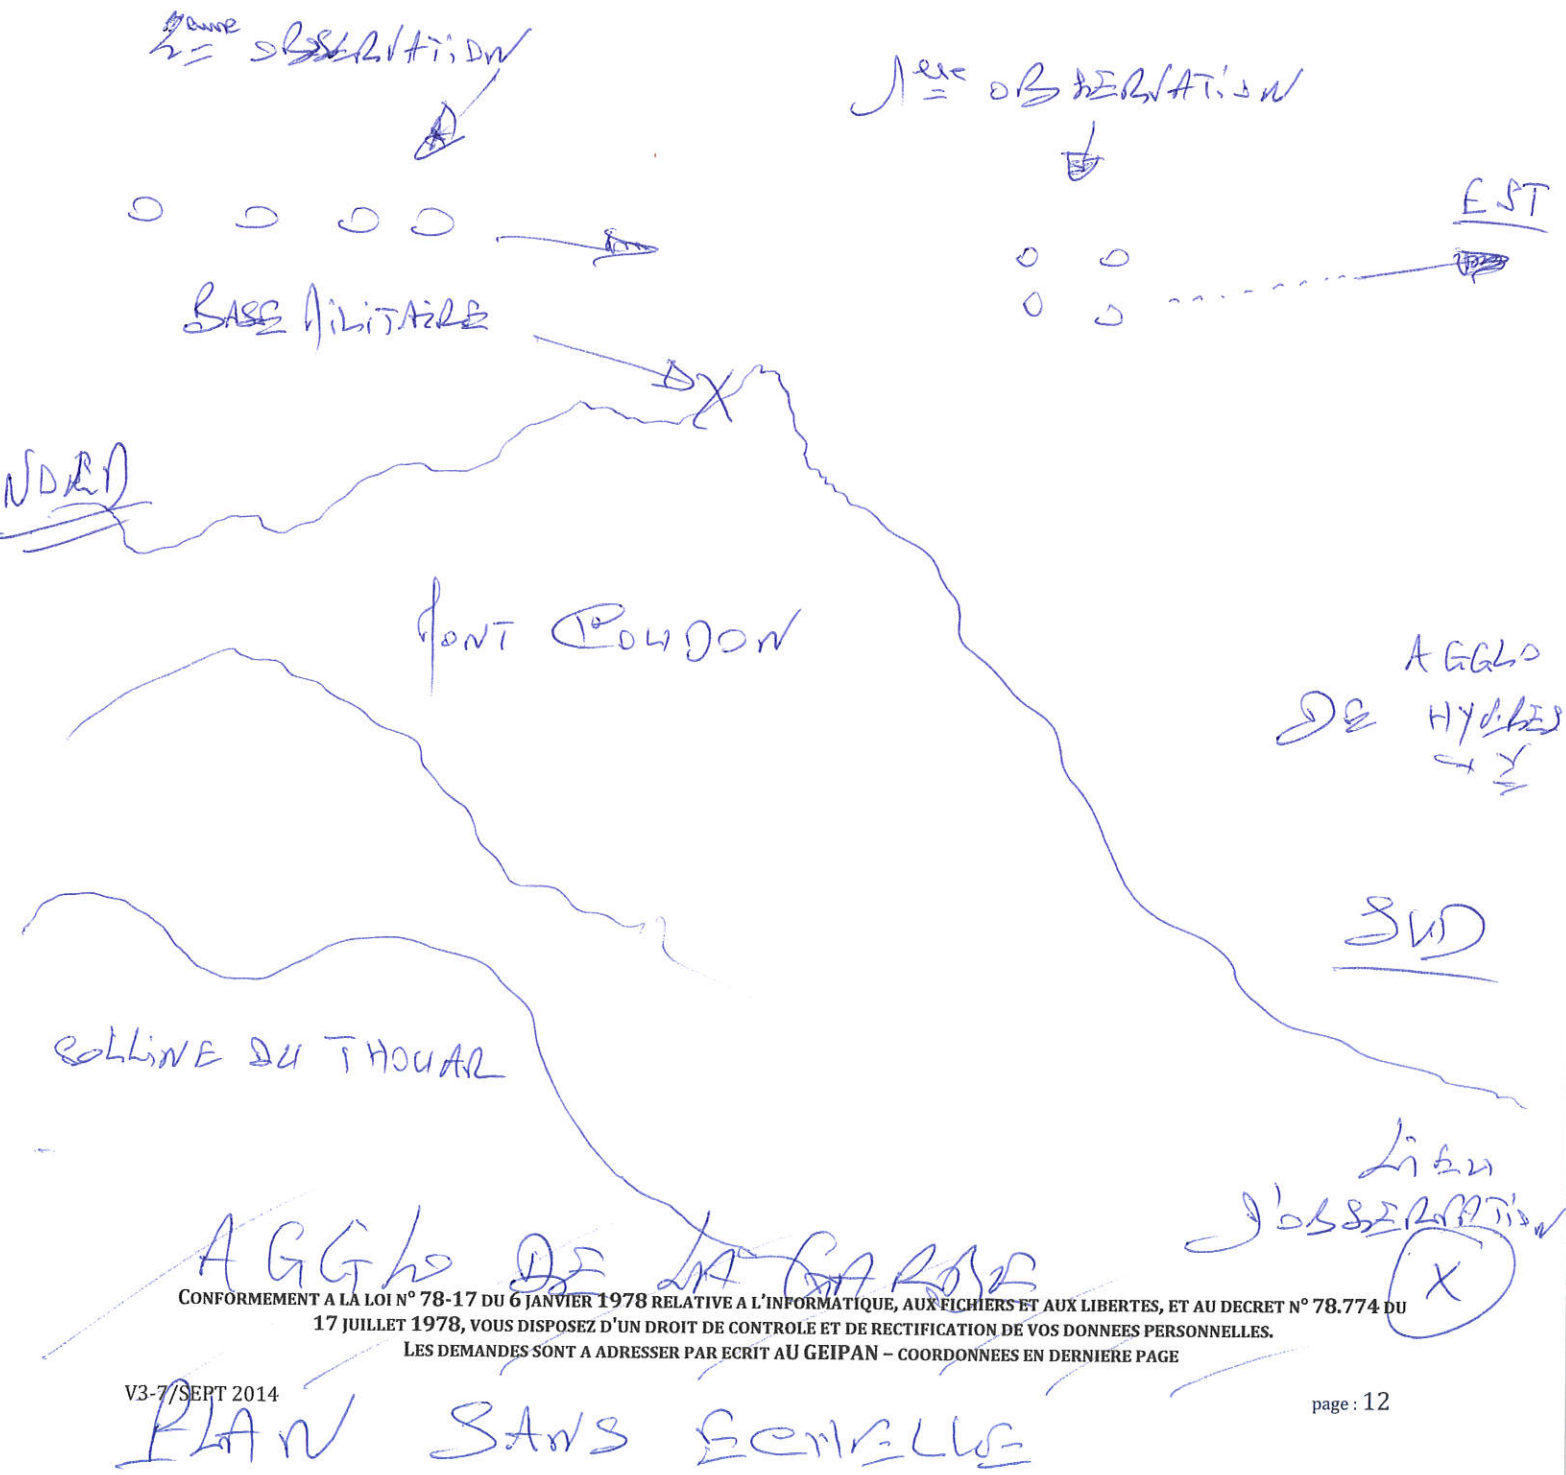 2eme OBSERVATION
1ere OBSERVATION
EST
BASE MILITAIRE
X
NORD
MONT COUDON
AGGLO
DE HYERES
SUD
COLLINE DU THOUAR
LIEU
D'OBSERVATION
X
AGGLO DE LA GARDE
CONFORMEMENT A LA LOI N° 78-17 DU 6 JANVIER 1978 RELATIVE A L'INFORMATIQUE, AUX FICHIERS ET AUX LIBERTES, ET AU DECRET N° 78.774 DU
17 JUILLET 1978, VOUS DISPOSEZ D'UN DROIT DE CONTROLE ET DE RECTIFICATION DE VOS DONNEES PERSONNELLES.
LES DEMANDES SONT A ADRESSER PAR ECRIT AU GEIPAN – COORDONNEES EN DERNIERE PAGE
V3-7/SEPT 2014
page : 12
PLAN SANS ECHELLE